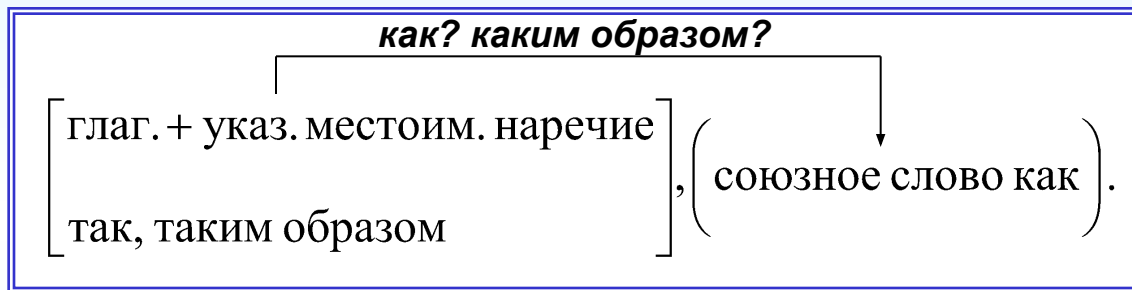 как? каким образом?
глаг. + указ. местоим. наречие
так, таким образом
, (союзное слово как).